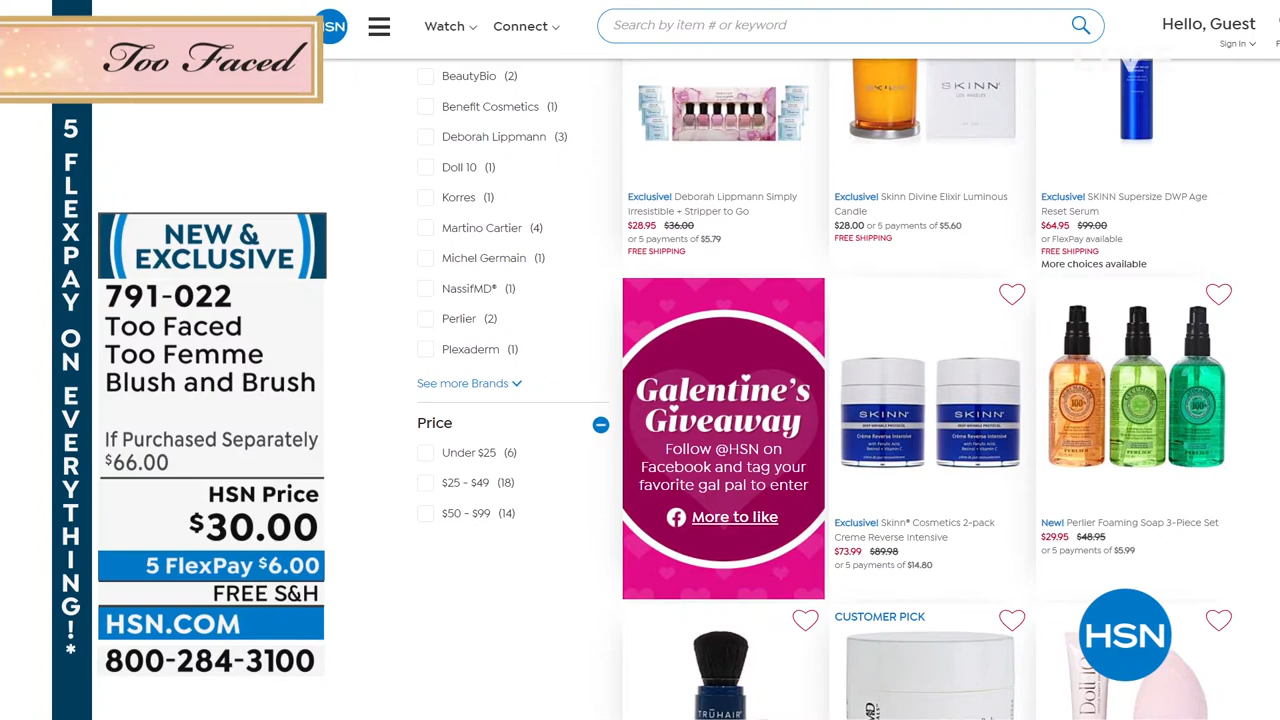 Too Faced
HSN
Watch
Connect
Search by item # or keyword
Hello, Guest
Sign In
LIVE
5 FLEXPAY ON EVERYTHING!*
NEW &
EXCLUSIVE
791-022
Too Faced
Too Femme
Blush and Brush
If Purchased Separately
$66.00
HSN Price
$30.00
5 FlexPay $6.00
FREE S&H
HSN.COM
800-284-3100
BeautyBio (2)
Benefit Cosmetics (1)
Deborah Lippmann (3)
Doll 10 (1)
Korres (1)
Martino Cartier (4)
Michel Germain (1)
NassifMD® (1)
Perlier (2)
Plexaderm (1)
See more Brands
Price
Under $25 (6)
$25 - $49 (18)
$50 - $99 (14)
Exclusive! Deborah Lippmann Simply
Irresistible + Stripper to Go
$28.95 $36.00
or 5 payments of $5.79
FREE SHIPPING
SKINN
LOS ANGELES
Exclusive! Skinn Divine Elixir Luminous
Candle
$28.00 or 5 payments of $5.60
FREE SHIPPING
Exclusive! SKINN Supersize DWP Age
Reset Serum
$64.95 $99.00
or FlexPay available
FREE SHIPPING
More choices available
Galentine's
Giveaway
Follow @HSN on
Facebook and tag your
favorite gal pal to enter
More to like
SKINN
SKINN
Exclusive! Skinn® Cosmetics 2-pack
Creme Reverse Intensive
$73.99 $89.98
or 5 payments of $14.80
New! Perlier Foaming Soap 3-Piece Set
$29.95 $48.95
or 5 payments of $5.99
TRŪHAIR
CUSTOMER PICK
HSN